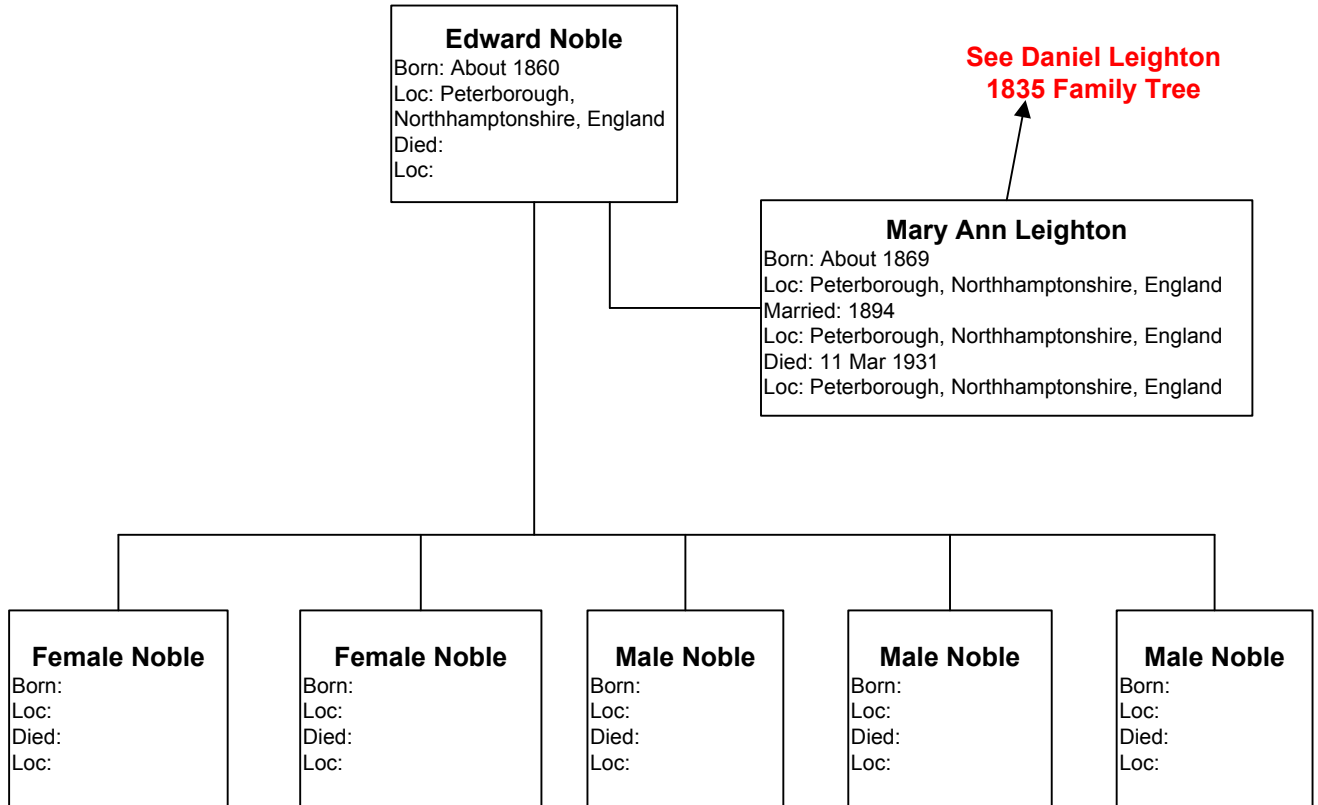 Edward Noble
Born: About 1860
Loc: Peterborough,
Northhamptonshire, England
Died:
Loc:
See Daniel Leighton
1835 Family Tree
Mary Ann Leighton
Born: About 1869
Loc: Peterborough, Northhamptonshire, England
Married: 1894
Loc: Peterborough, Northhamptonshire, England
Died: 11 Mar 1931
Loc: Peterborough, Northhamptonshire, England
Female Noble
Born:
Loc:
Died:
Loc:
Female Noble
Born:
Loc:
Died:
Loc:
Male Noble
Born:
Loc:
Died:
Loc:
Male Noble
Born:
Loc:
Died:
Loc:
Male Noble
Born:
Loc:
Died:
Loc: